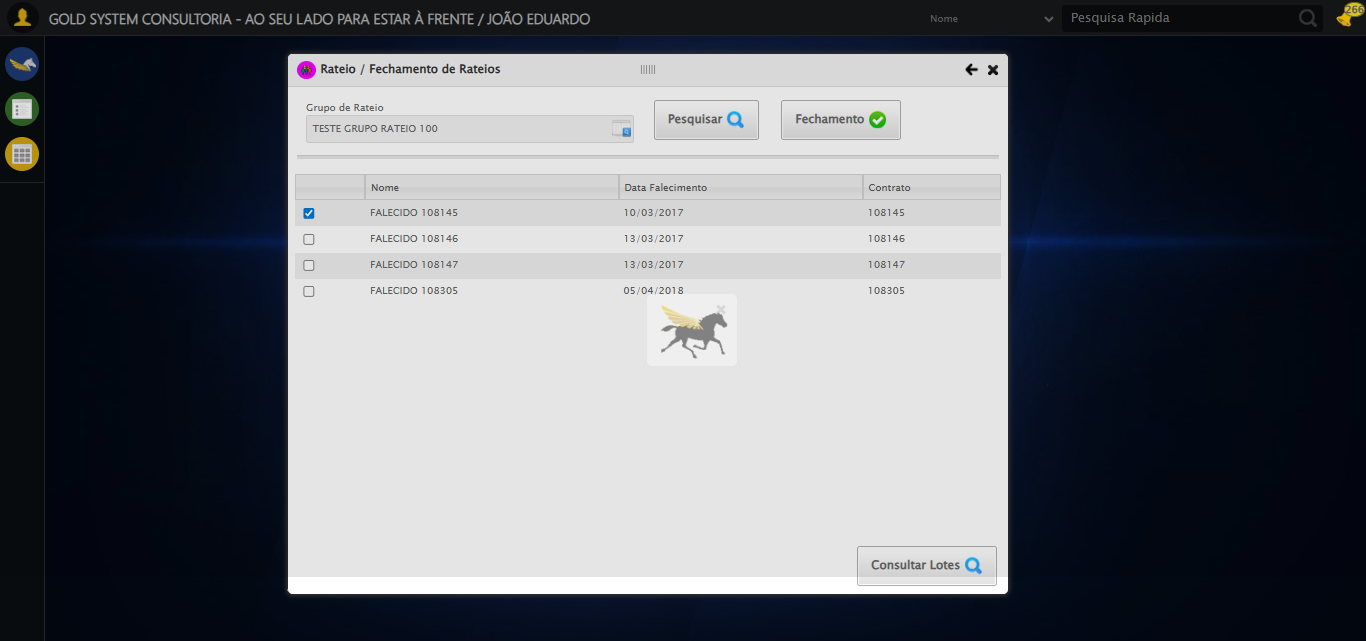 GOLD SYSTEM CONSULTORIA - AO SEU LADO PARA ESTAR À FRENTE / JOÃO EDUARDO
Nome
Pesquisa Rapida
266
Rateio / Fechamento de Rateios
Grupo de Rateio
TESTE GRUPO RATEIO 100
Pesquisar
Fechamento
Nome Data Falecimento Contrato
FALECIDO 108145 10/03/2017 108145
FALECIDO 108146 13/03/2017 108146
FALECIDO 108147 13/03/2017 108147
FALECIDO 108305 05/04/2018 108305
Consultar Lotes